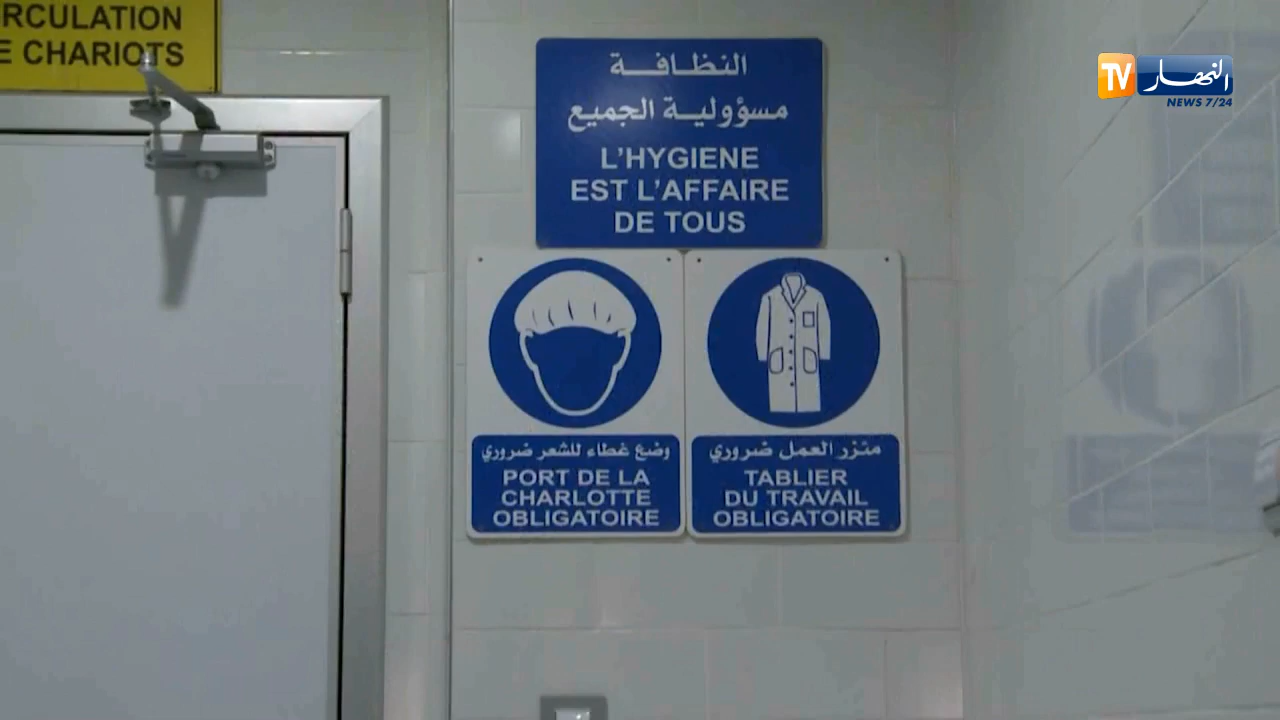 RCULATION
E CHARIOTS
النظافة
مسؤولية الجميع
L'HYGIENE
EST L'AFFAIRE
DE TOUS
وضع غطاء للشعر ضروري
PORT DE LA
CHARLOTTE
OBLIGATOIRE
مئزر العمل ضروري
TABLIER
DU TRAVAIL
OBLIGATOIRE
TV النهار
NEWS 7/24